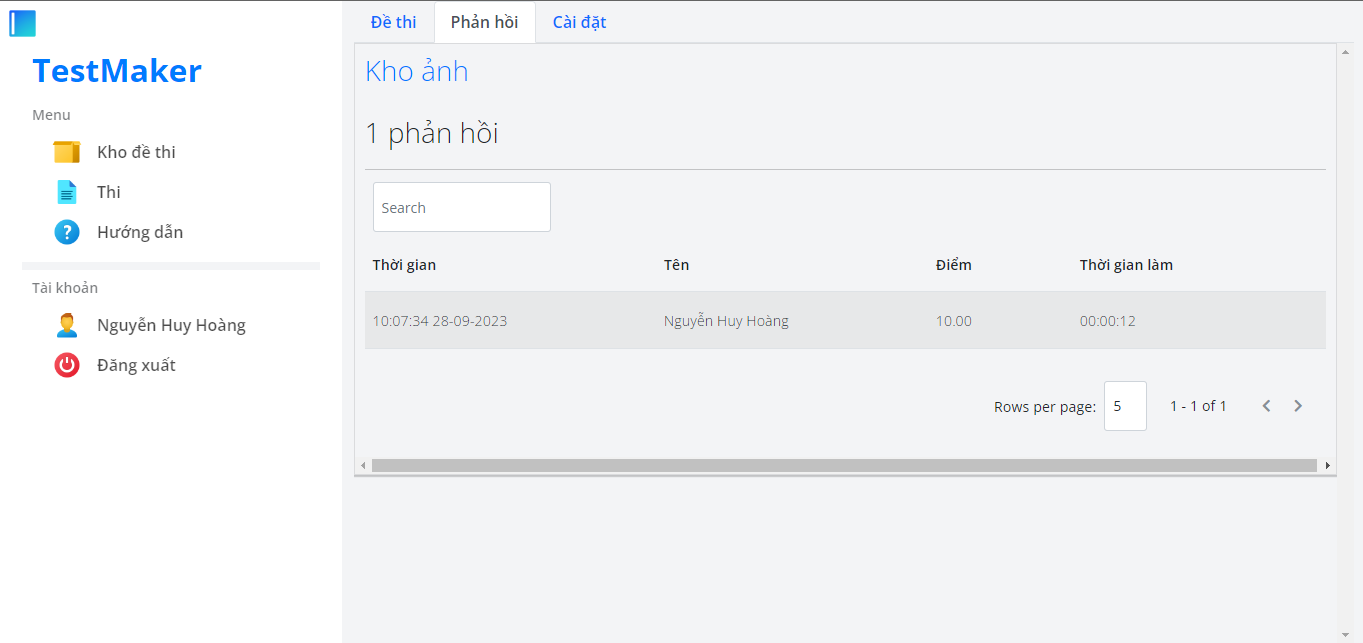 TestMaker
Menu
Kho đề thi
Thi
Hướng dẫn
Tài khoản
Nguyễn Huy Hoàng
Đăng xuất
Đề thi Phản hồi Cài đặt
Kho ảnh
1 phản hồi
Search
Thời gian Tên Điểm Thời gian làm
10:07:34 28-09-2023 Nguyễn Huy Hoàng 10.00 00:00:12
Rows per page: 5 1 - 1 of 1